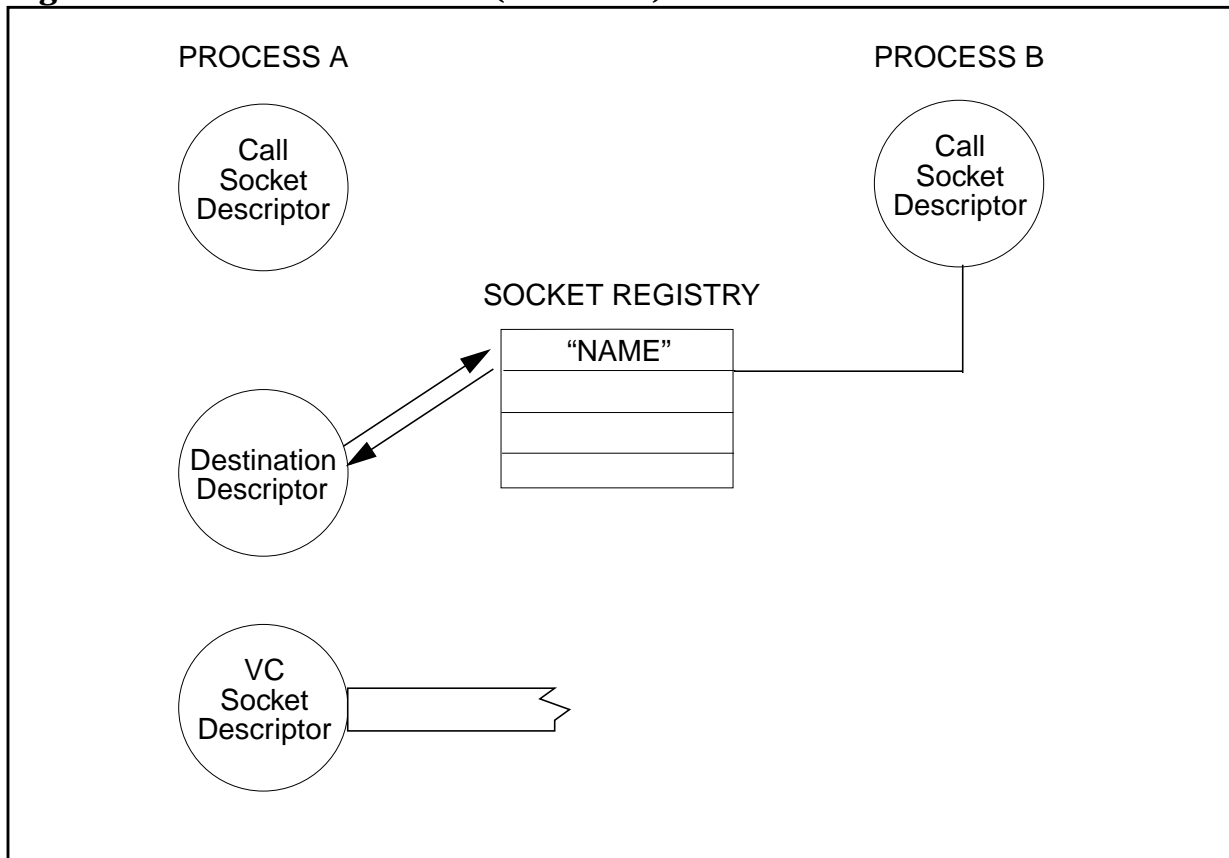 PROCESS A
PROCESS B
Call
Socket
Descriptor
Call
Socket
Descriptor
SOCKET REGISTRY
“NAME”
Destination
Descriptor
VC
Socket
Descriptor